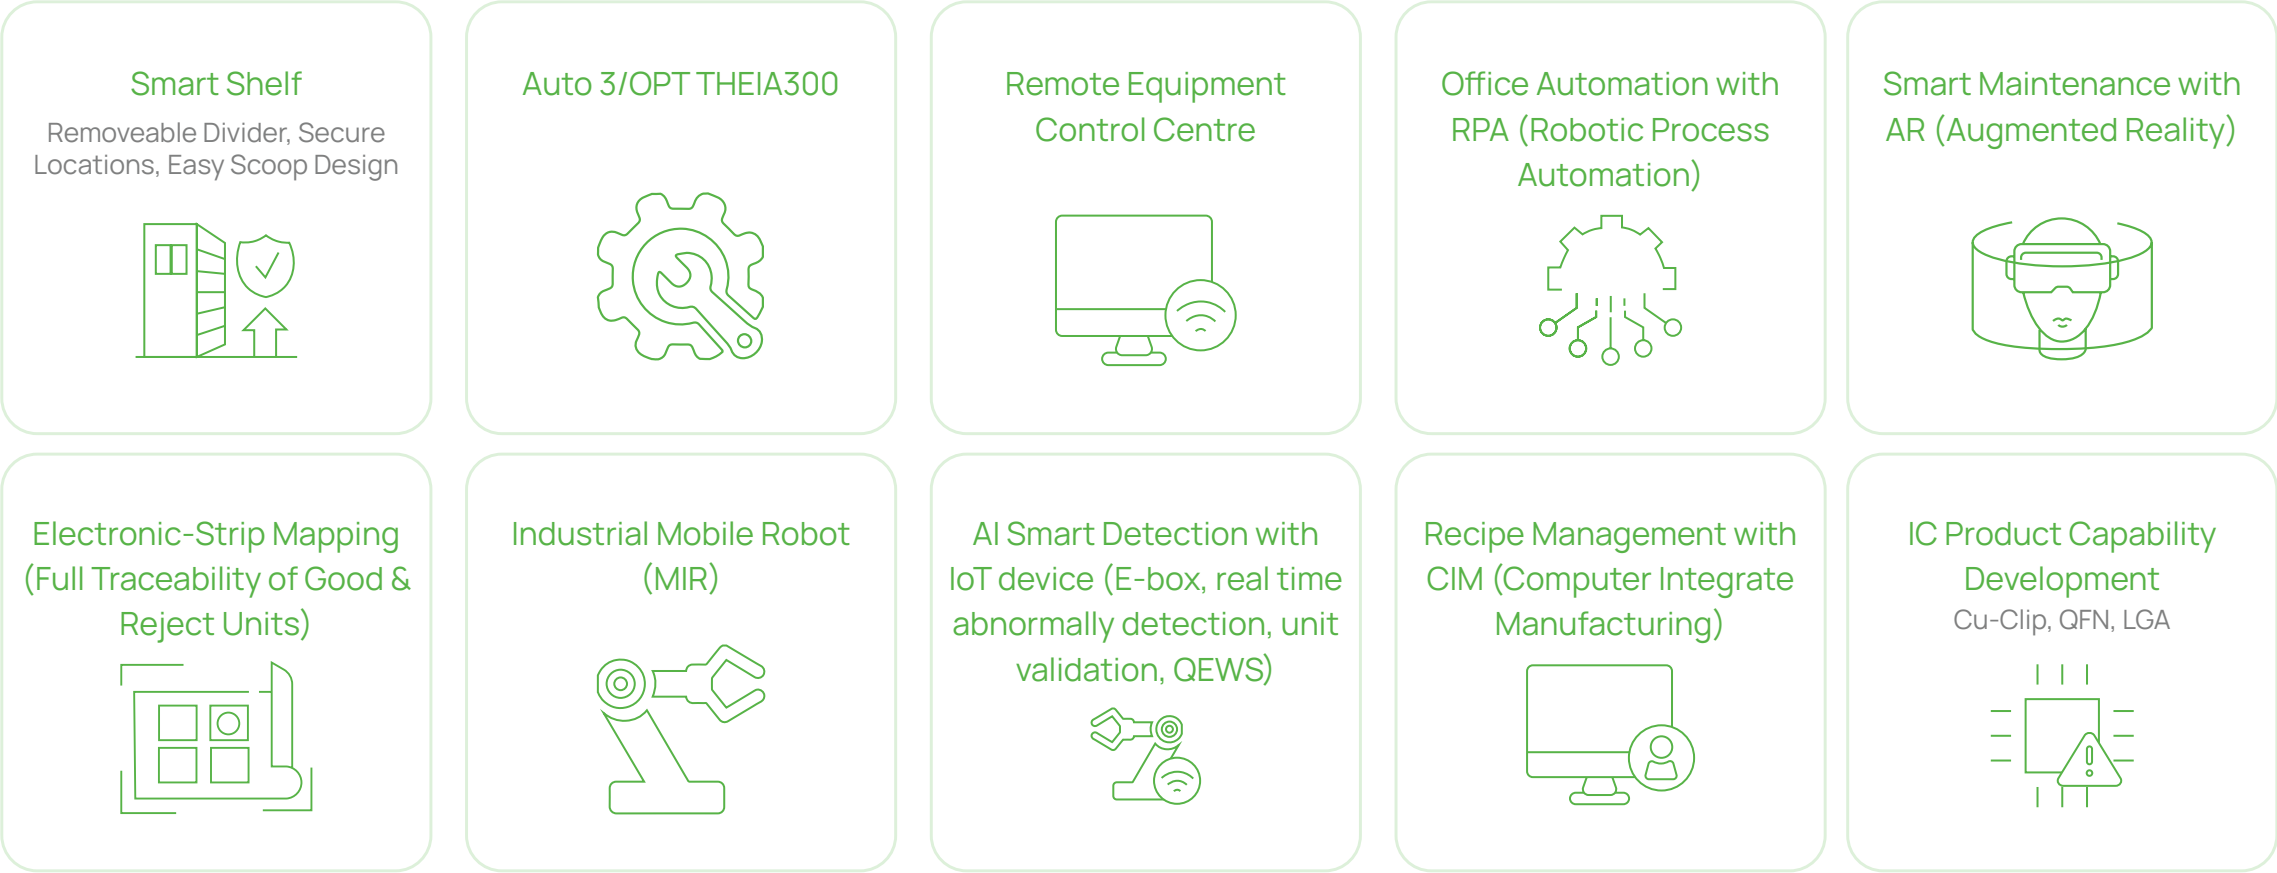 Smart Shelf
Removeable Divider, Secure
Locations, Easy Scoop Design
Auto 3/OPT THEIA300
Remote Equipment
Control Centre
Office Automation with
RPA (Robotic Process
Automation)
Smart Maintenance with
AR (Augmented Reality)
Electronic-Strip Mapping
(Full Traceability of Good &
Reject Units)
Industrial Mobile Robot
(MIR)
AI Smart Detection with
IoT device (E-box, real time
abnormally detection, unit
validation, QEWS)
Recipe Management with
CIM (Computer Integrate
Manufacturing)
IC Product Capability
Development
Cu-Clip, QFN, LGA